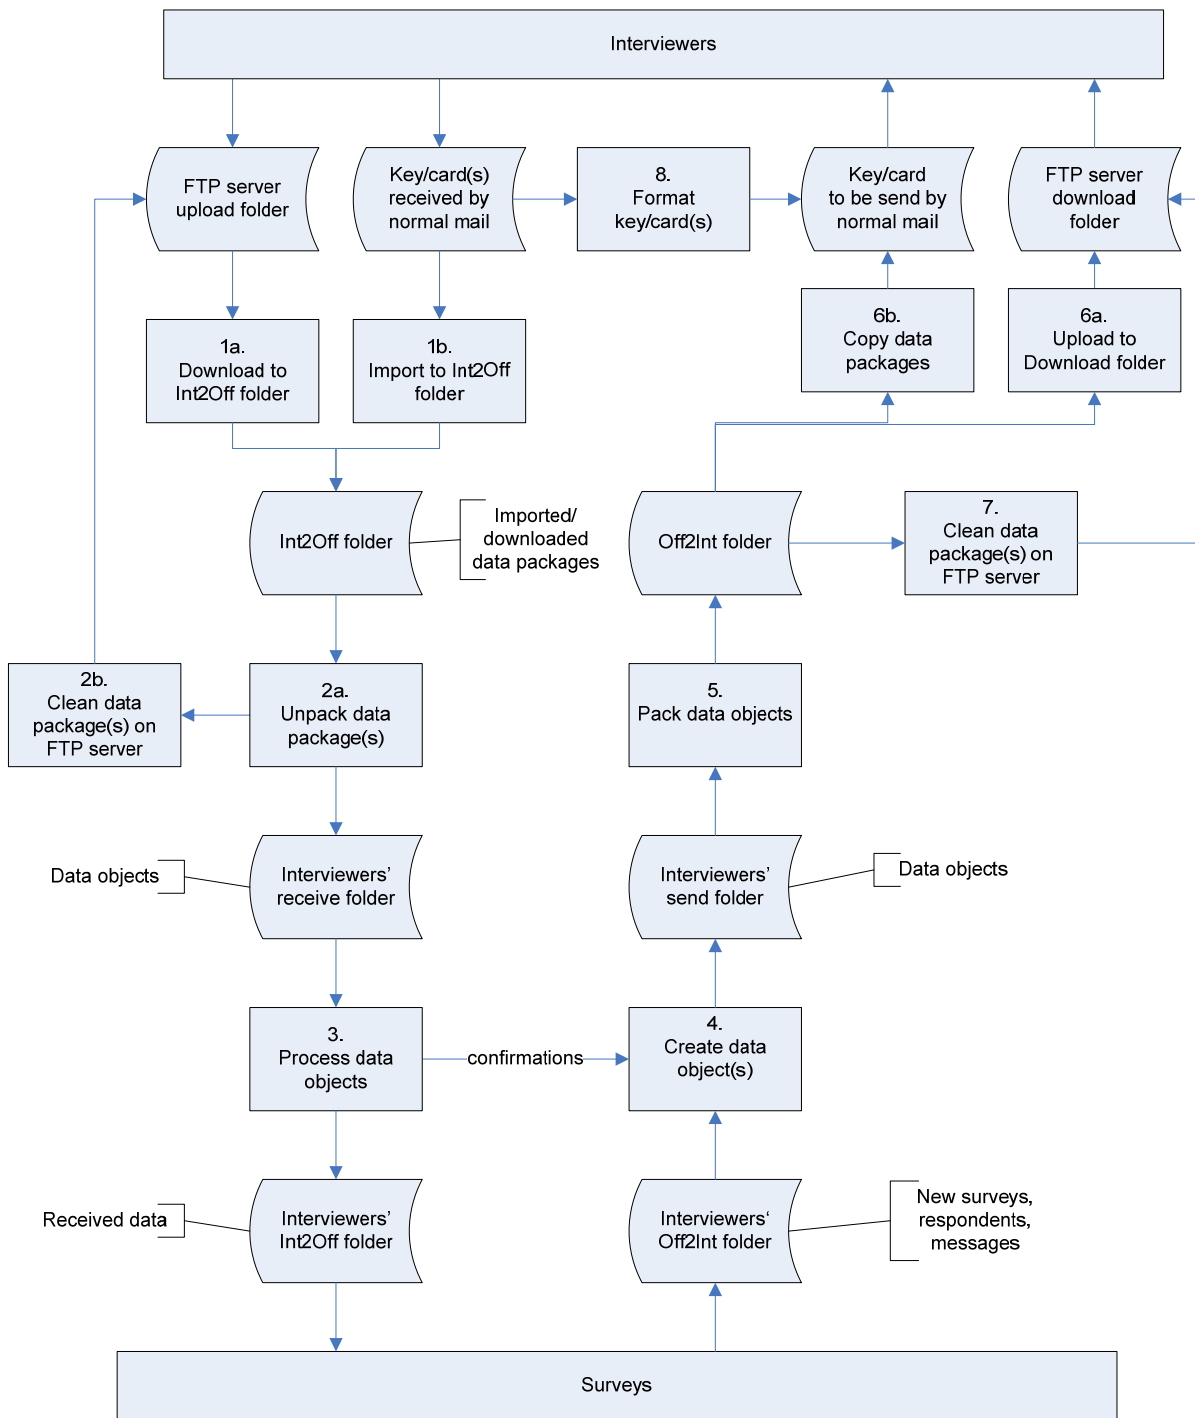 Interviewers
FTP server
upload folder
Key/card(s)
received by
normal mail
8.
Format
key/card(s)
Key/card
to be send by
normal mail
FTP server
download
folder
1a.
Download to
Int2Off folder
1b.
Import to Int2Off
folder
6b.
Copy data
packages
6a.
Upload to
Download folder
Int2Off folder
Imported/
downloaded
data packages
Off2Int folder
7.
Clean data
package(s) on
FTP server
2b.
Clean data
package(s) on
FTP server
2a.
Unpack data
package(s)
5.
Pack data objects
Data objects
Interviewers’
receive folder
Interviewers’
send folder
Data objects
3.
Process data
objects
confirmations
4.
Create data
object(s)
Received data
Interviewers’
Int2Off folder
Interviewers‘
Off2Int folder
New surveys,
respondents,
messages
Surveys